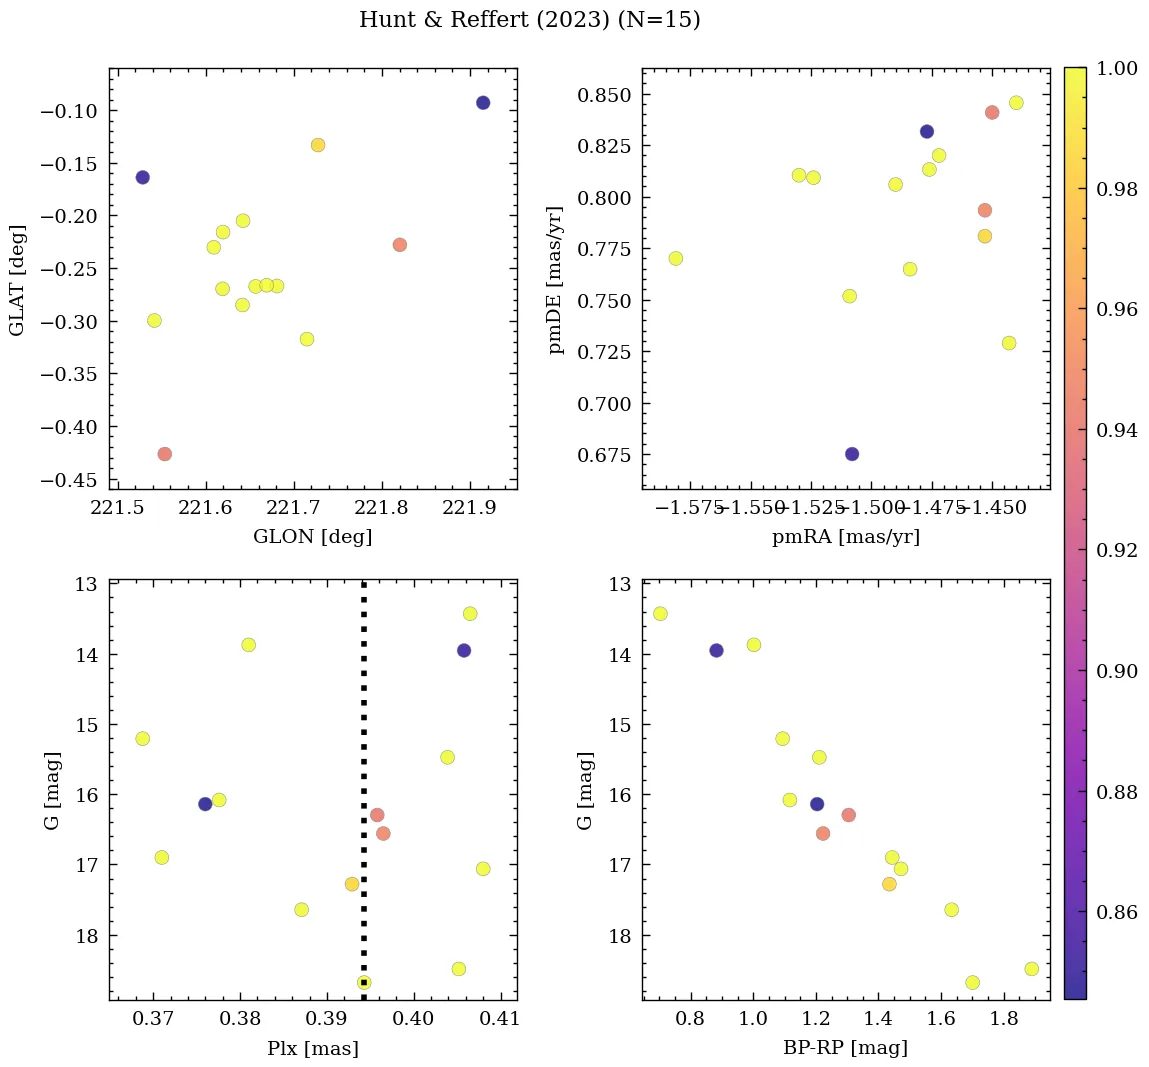 Hunt & Reffert (2023) (N=15)
−0.10
−0.15
−0.20
−0.25
−0.30
−0.35
−0.40
−0.45
GLAT [deg]
221.5 221.6 221.7 221.8 221.9
GLON [deg]
0.850
0.825
0.800
0.775
0.750
0.725
0.700
0.675
pmDE [mas/yr]
−1.575 −1.550 −1.525 −1.500 −1.475 −1.450
pmRA [mas/yr]
1.00
0.98
0.96
0.94
0.92
0.90
0.88
0.86
13
14
15
16
17
18
G [mag]
0.37 0.38 0.39 0.40 0.41
Plx [mas]
13
14
15
16
17
18
G [mag]
0.8 1.0 1.2 1.4 1.6 1.8
BP-RP [mag]